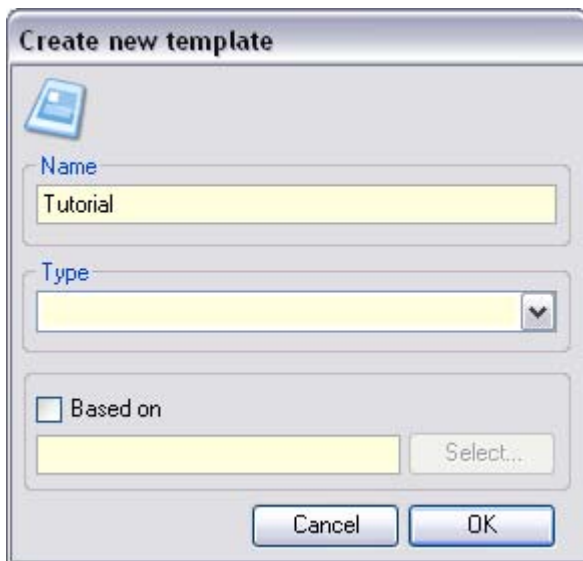 Create new template
Name
Tutorial
Type
Based on
Select...
Cancel
OK